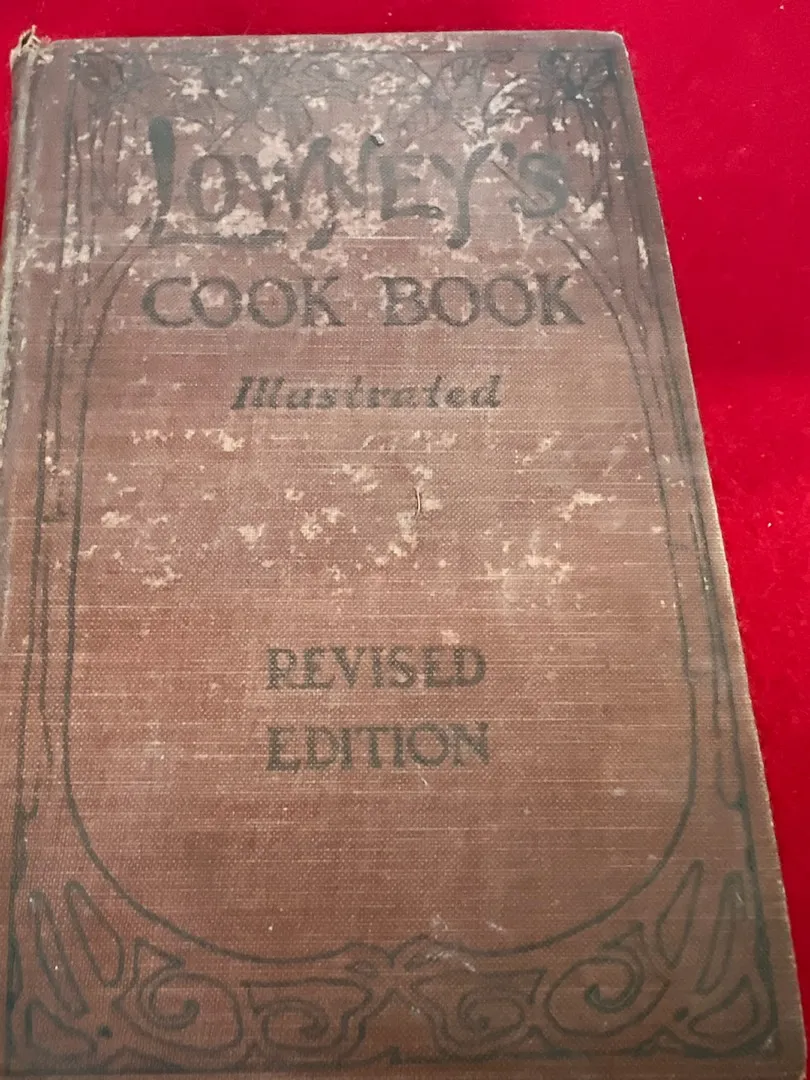 LOWNEY'S
COOK BOOK
Illustrated
REVISED
EDITION